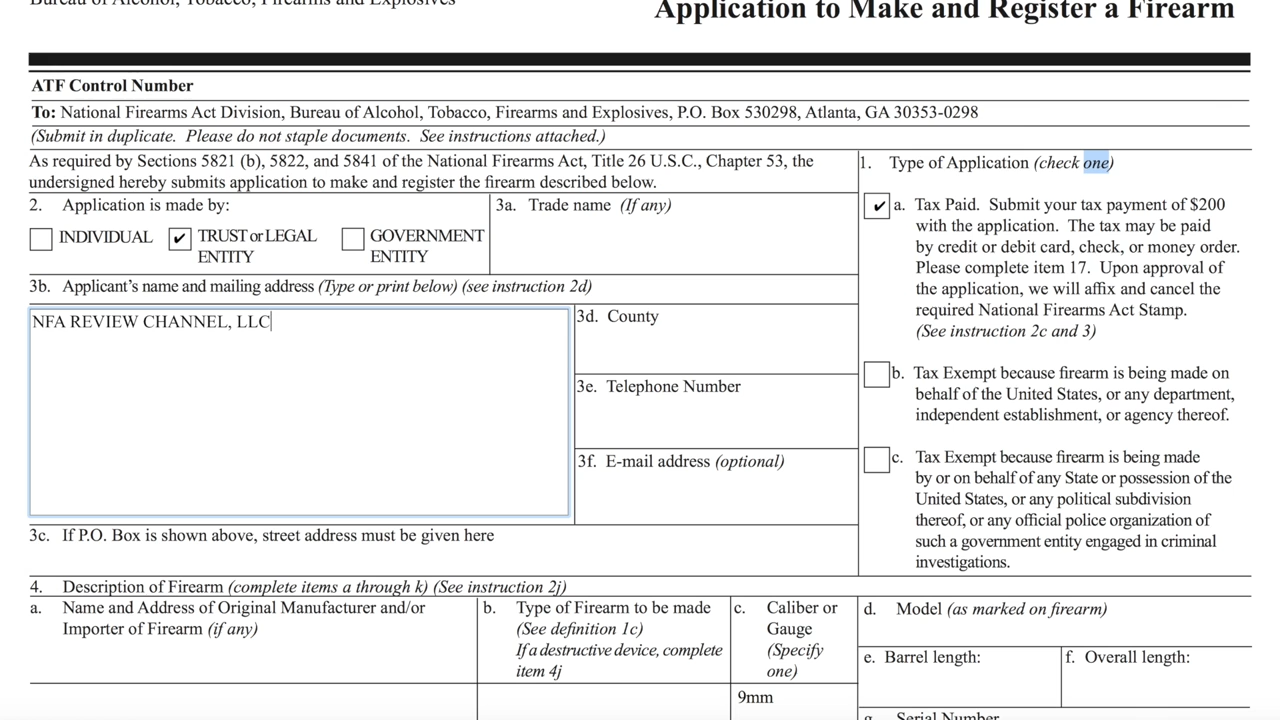 Bureau of Alcohol, Tobacco, Firearms and Explosives
Application to Make and Register a Firearm
ATF Control Number
To: National Firearms Act Division, Bureau of Alcohol, Tobacco, Firearms and Explosives, P.O. Box 530298, Atlanta, GA 30353-0298
(Submit in duplicate. Please do not staple documents. See instructions attached.)
As required by Sections 5821 (b), 5822, and 5841 of the National Firearms Act, Title 26 U.S.C., Chapter 53, the
undersigned hereby submits application to make and register the firearm described below.
2. Application is made by:
INDIVIDUAL
TRUST or LEGAL
ENTITY
GOVERNMENT
ENTITY
3a. Trade name (If any)
3b. Applicant's name and mailing address (Type or print below) (see instruction 2d)
NFA REVIEW CHANNEL, LLC
3d. County
3e. Telephone Number
3f. E-mail address (optional)
3c. If P.O. Box is shown above, street address must be given here
1. Type of Application (check one)
a. Tax Paid. Submit your tax payment of $200
with the application. The tax may be paid
by credit or debit card, check, or money order.
Please complete item 17. Upon approval of
the application, we will affix and cancel the
required National Firearms Act Stamp.
(See instruction 2c and 3)
b. Tax Exempt because firearm is being made on
behalf of the United States, or any department,
independent establishment, or agency thereof.
c. Tax Exempt because firearm is being made
by or on behalf of any State or possession of the
United States, or any political subdivision
thereof, or any official police organization of
such a government entity engaged in criminal
investigations.
4. Description of Firearm (complete items a through k) (See instruction 2j)
a. Name and Address of Original Manufacturer and/or
Importer of Firearm (if any)
b. Type of Firearm to be made
(See definition 1c)
If a destructive device, complete
item 4j
c. Caliber or
Gauge
(Specify
one)
9mm
d. Model (as marked on firearm)
e. Barrel length:
f. Overall length:
g. Serial Number